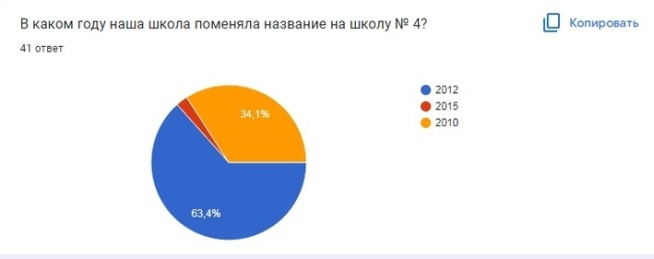 В каком году наша школа поменяла название на школу № 4?
Копировать
41 ответ
2012
2015
2010
34,1%
63,4%